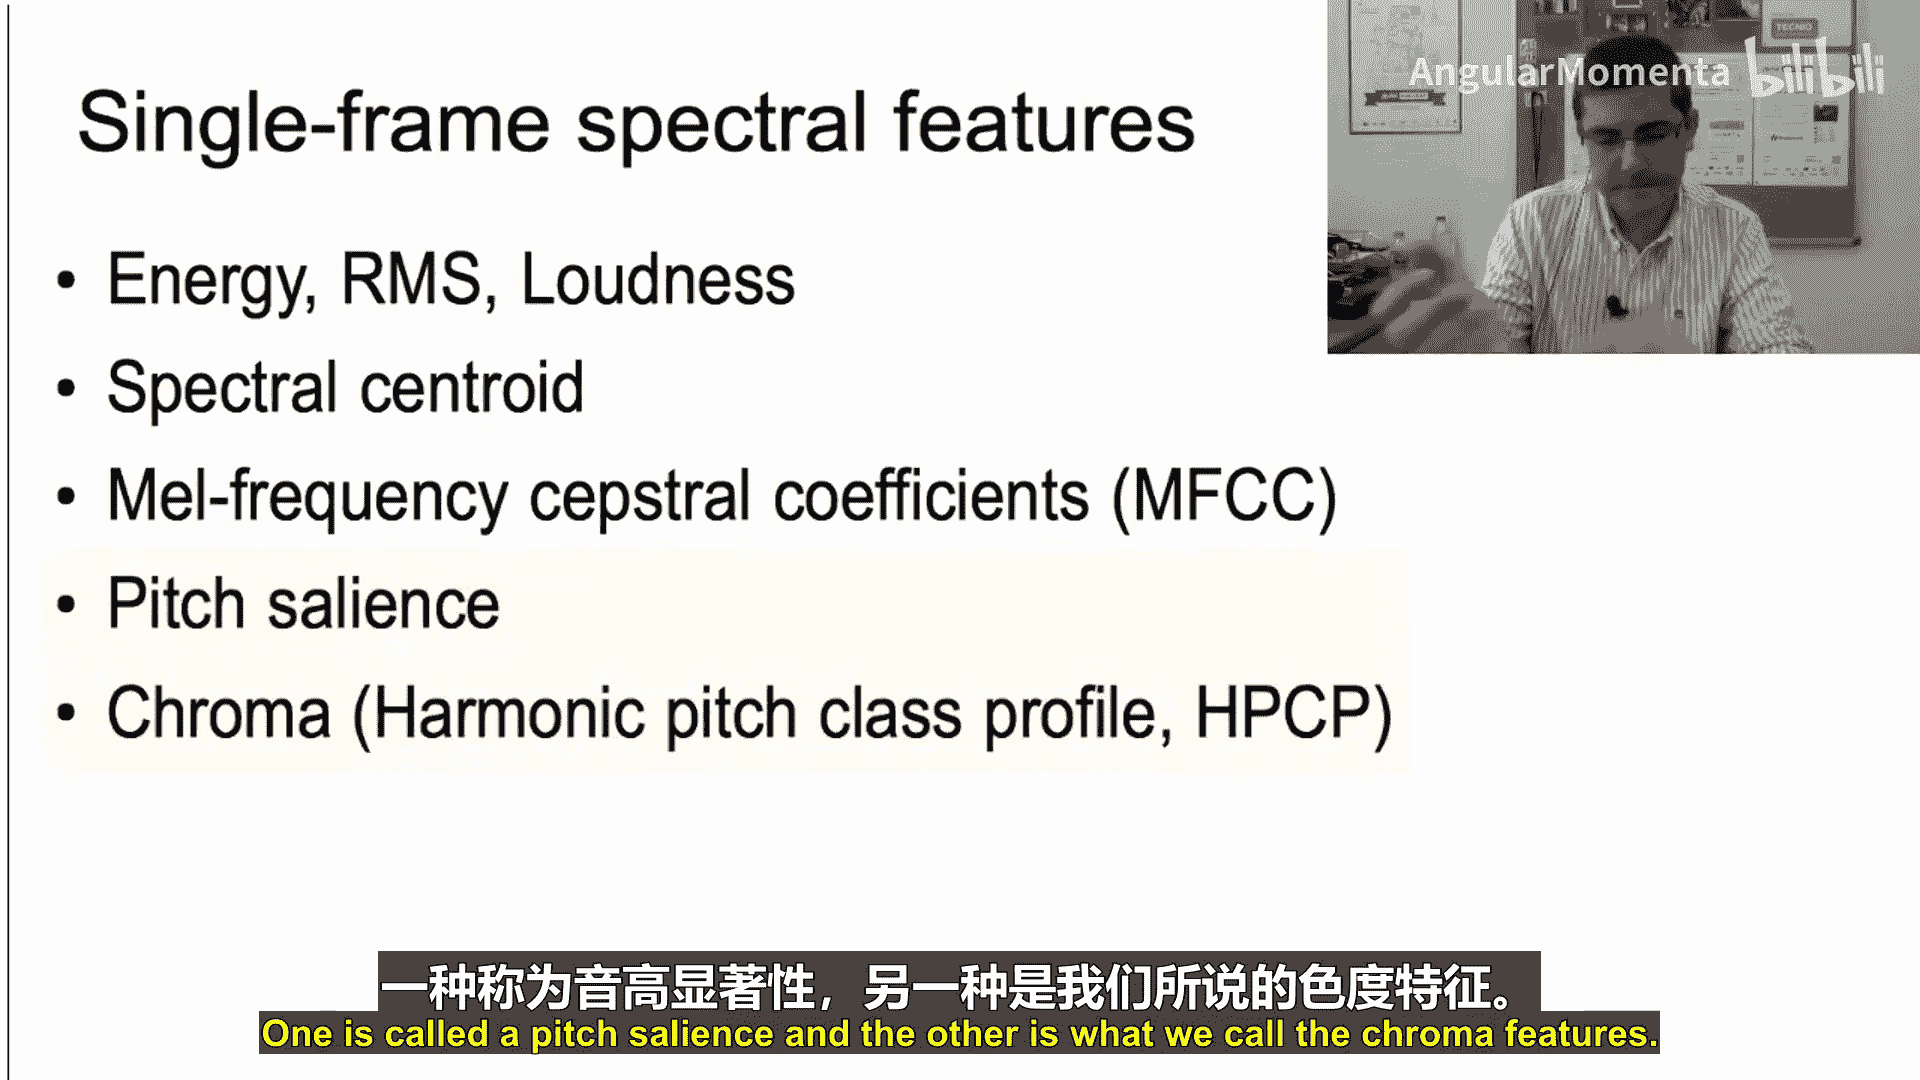 Single-frame spectral features
AngularMomenta bilibili
TECNIO
• Energy, RMS, Loudness
• Spectral centroid
• Mel-frequency cepstral coefficients (MFCC)
• Pitch salience
• Chroma (Harmonic pitch class profile, HPCP)
一种称为音高显著性，另一种是我们所说的色度特征。
One is called a pitch salience and the other is what we call the chroma features.